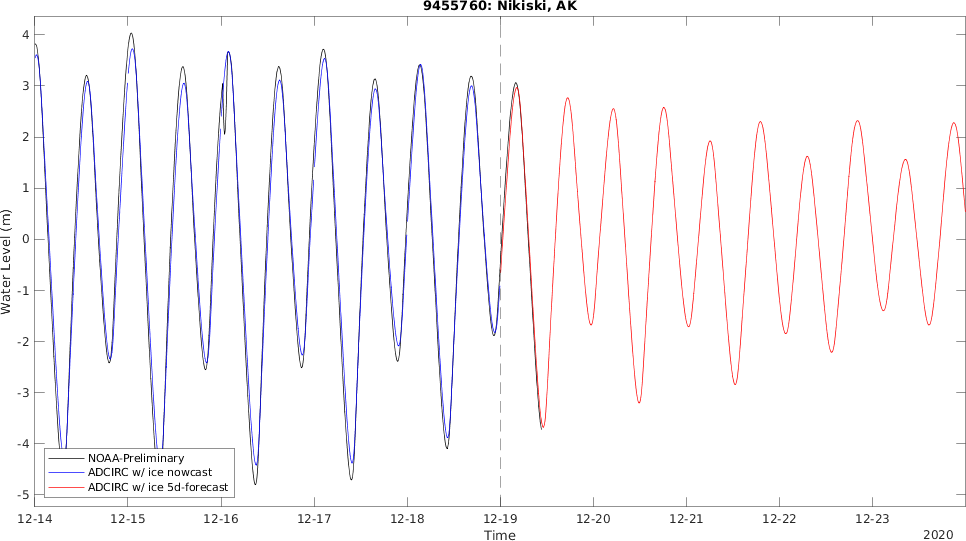 9455760: Nikiski, AK
4
3
2
1
0
-1
-2
-3
-4
-5
Water Level (m)
NOAA-Preliminary
ADCIRC w/ ice nowcast
ADCIRC w/ ice 5d-forecast
12-14 12-15 12-16 12-17 12-18 12-19 12-20 12-21 12-22 12-23
Time
2020